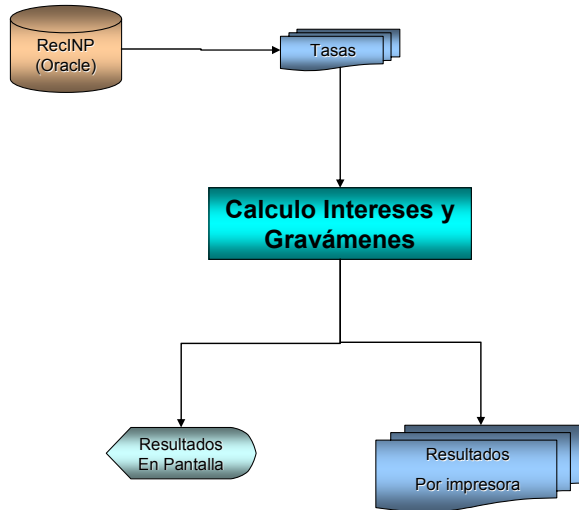 RecINP
(Oracle)
Tasas
Calculo Intereses y
Gravámenes
Resultados
En Pantalla
Resultados
Por impresora